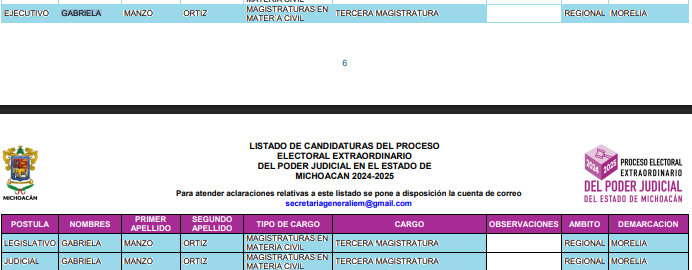 MATERIA CIVIL
EJECUTIVO GABRIELA MANZO ORTIZ MAGISTRATURAS EN MATERIA CIVIL TERCERA MAGISTRATURA REGIONAL MORELIA
6
MICHOACÁN
LISTADO DE CANDIDATURAS DEL PROCESO
ELECTORAL EXTRAORDINARIO
DEL PODER JUDICIAL EN EL ESTADO DE
MICHOACAN 2024-2025
Para atender aclaraciones relativas a este listado se pone a disposición la cuenta de correo
secretariageneraliem@gmail.com
2024 2025
PROCESO ELECTORAL
EXTRAORDINARIO
DEL PODER JUDICIAL
DEL ESTADO DE MICHOACÁN
POSTULA NOMBRES PRIMER APELLIDO SEGUNDO APELLIDO TIPO DE CARGO CARGO OBSERVACIONES AMBITO DEMARCACION
LEGISLATIVO GABRIELA MANZO ORTIZ MAGISTRATURAS EN MATERIA CIVIL TERCERA MAGISTRATURA REGIONAL MORELIA
JUDICIAL GABRIELA MANZO ORTIZ MAGISTRATURAS EN MATERIA CIVIL TERCERA MAGISTRATURA REGIONAL MORELIA